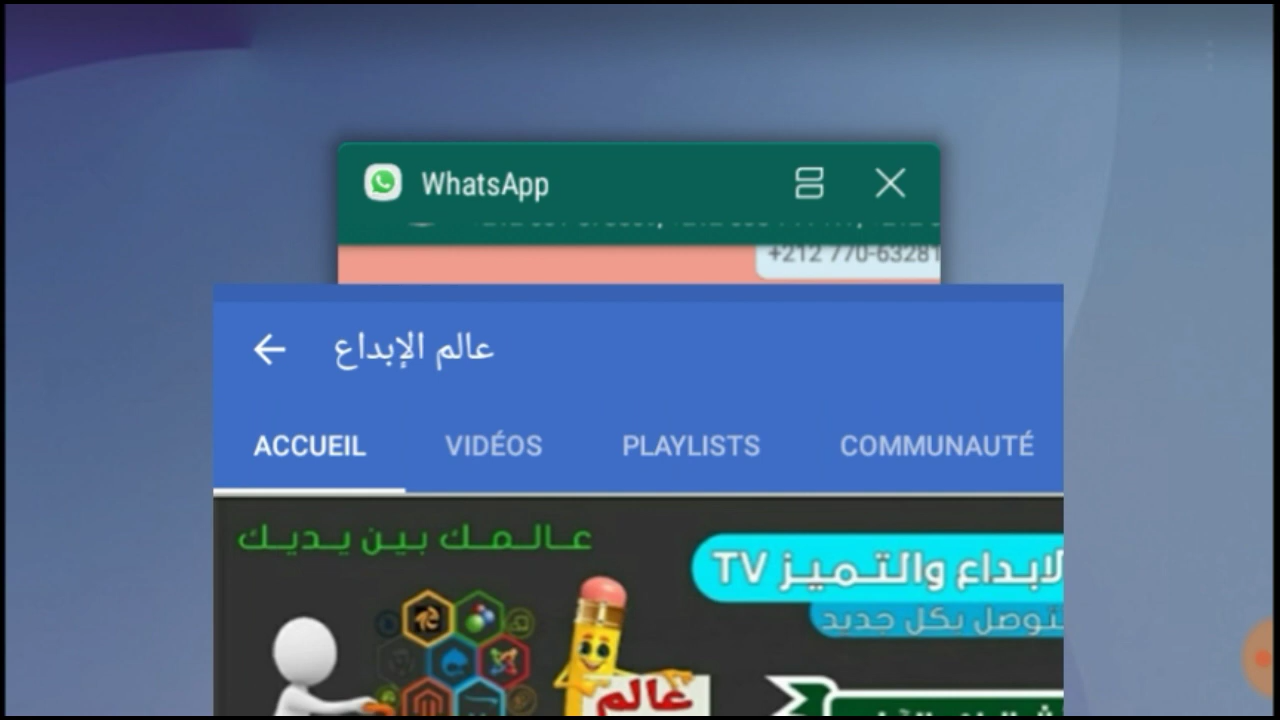 WhatsApp
+212 770-63281
عالم الإبداع
ACCUEIL VIDÉOS PLAYLISTS COMMUNAUTÉ
عالمك بين يديك
لابداع والتميز TV
بكل جديد
عالم